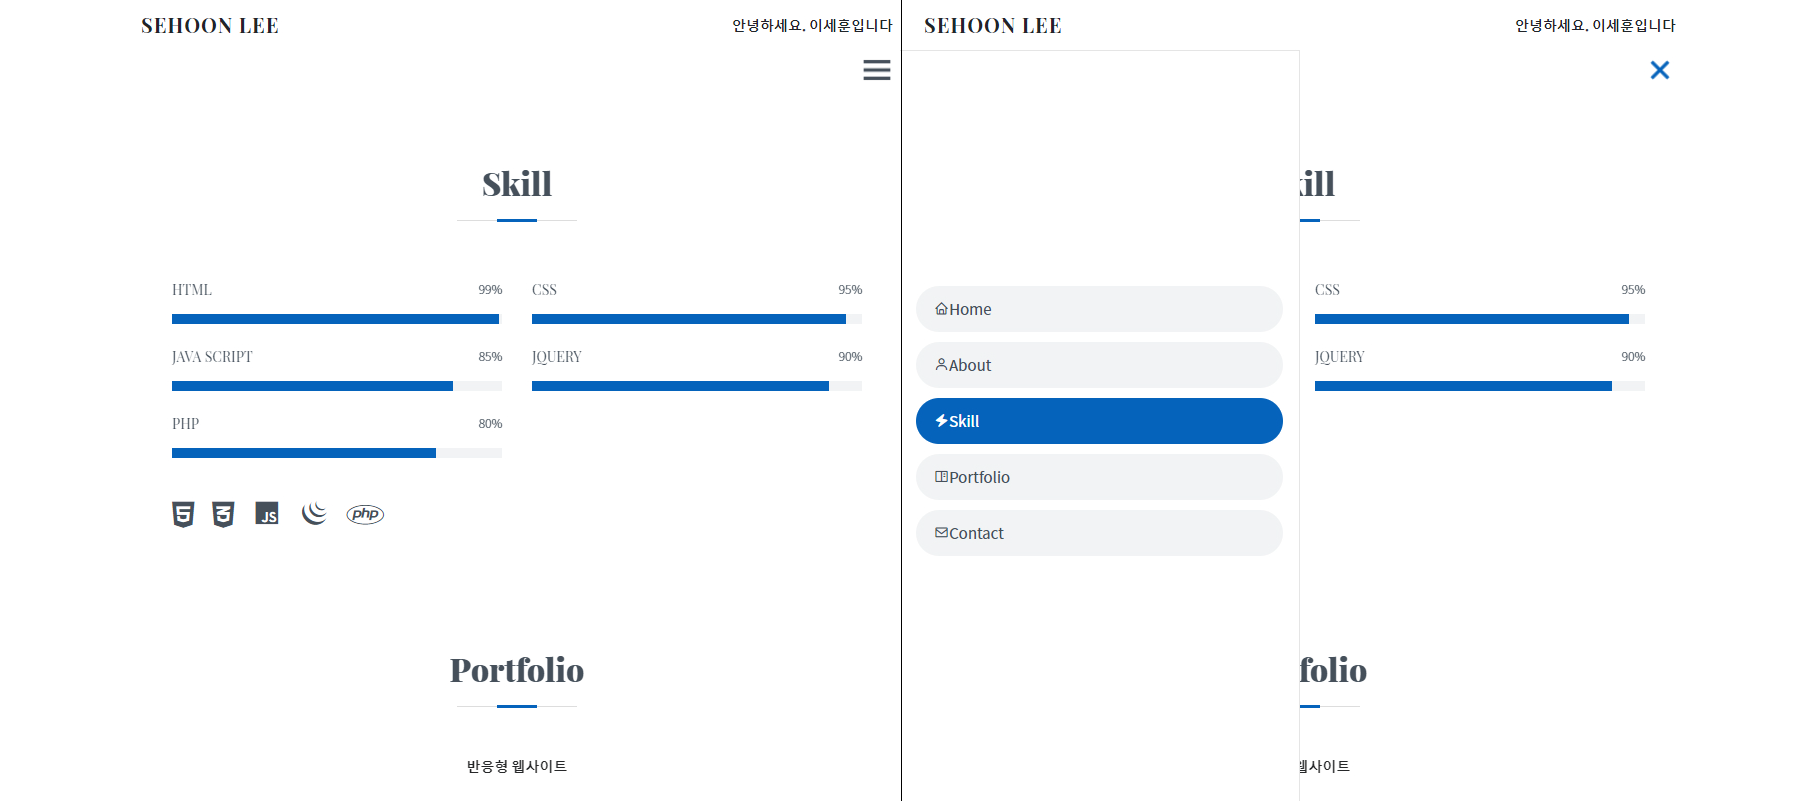 SEHOON LEE
안녕하세요. 이세훈입니다
Skill
HTML 99%
CSS 95%
JAVA SCRIPT 85%
JQUERY 90%
PHP 80%
JS
php
Portfolio
반응형 웹사이트
SEHOON LEE
안녕하세요. 이세훈입니다
Home
About
Skill
Portfolio
Contact
kill
CSS 95%
JQUERY 90%
folio
웹사이트